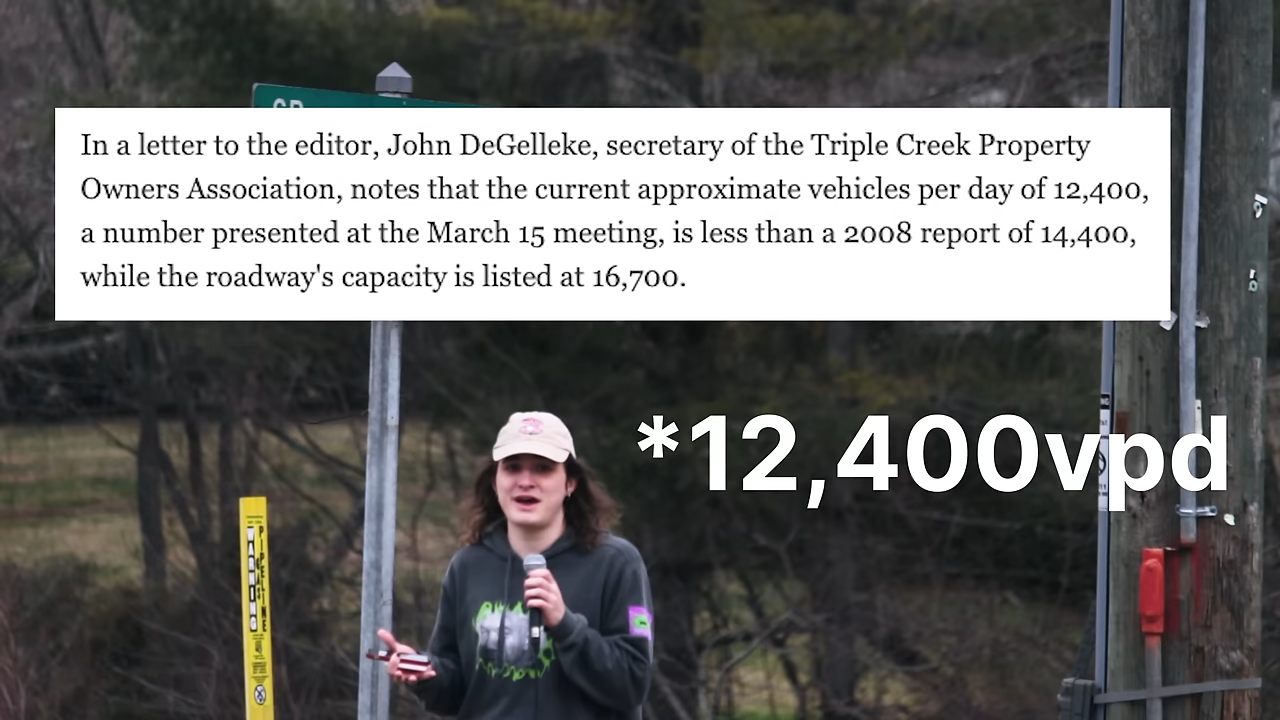 In a letter to the editor, John DeGelleke, secretary of the Triple Creek Property
Owners Association, notes that the current approximate vehicles per day of 12,400,
a number presented at the March 15 meeting, is less than a 2008 report of 14,400,
while the roadway's capacity is listed at 16,700.
*12,400vpd
WARNING
PIPELINE